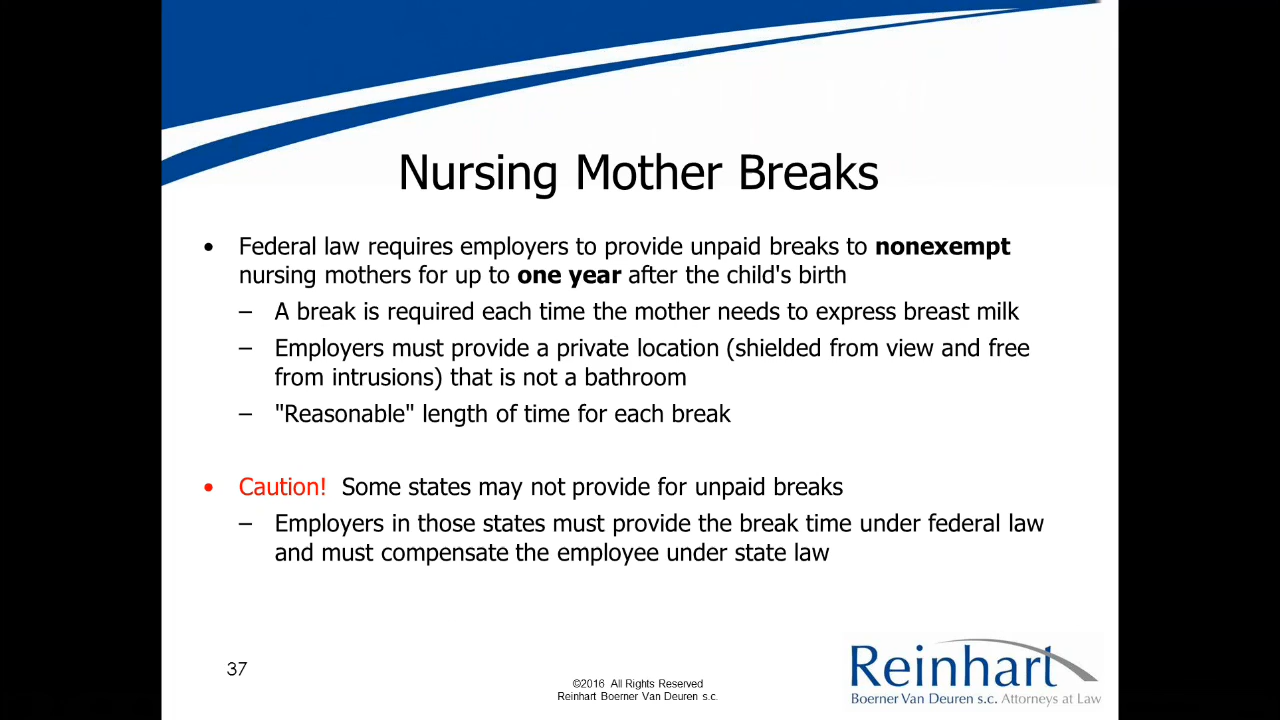 Nursing Mother Breaks
• Federal law requires employers to provide unpaid breaks to nonexempt
nursing mothers for up to one year after the child's birth
– A break is required each time the mother needs to express breast milk
– Employers must provide a private location (shielded from view and free
from intrusions) that is not a bathroom
– "Reasonable" length of time for each break
• Caution! Some states may not provide for unpaid breaks
– Employers in those states must provide the break time under federal law
and must compensate the employee under state law
37
©2016 All Rights Reserved
Reinhart Boerner Van Deuren s.c.
Reinhart
Boerner Van Deuren s.c. Attorneys at Law